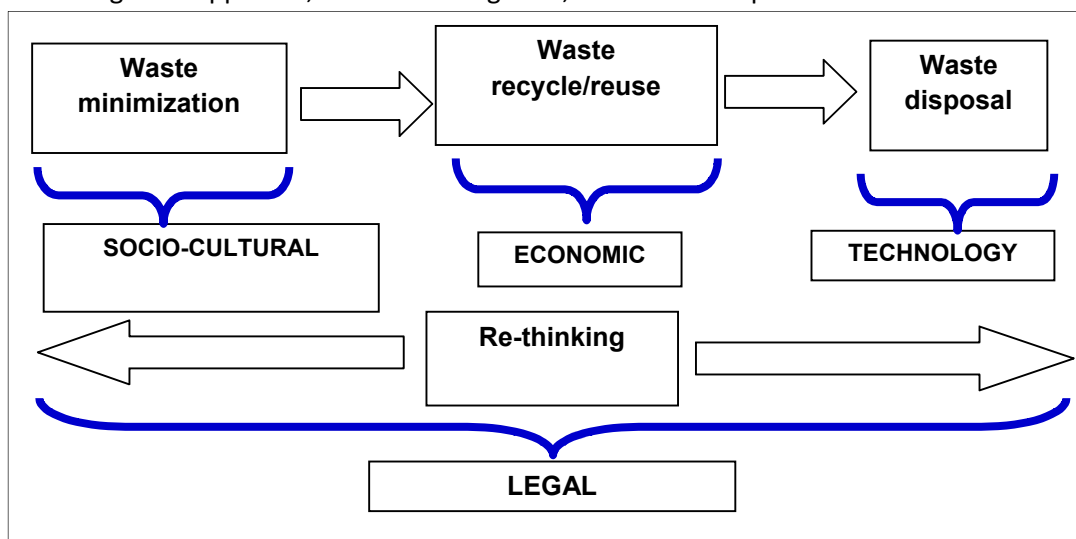 Waste
minimization
Waste
recycle/reuse
Waste
disposal
SOCIO-CULTURAL
ECONOMIC
TECHNOLOGY
Re-thinking
LEGAL